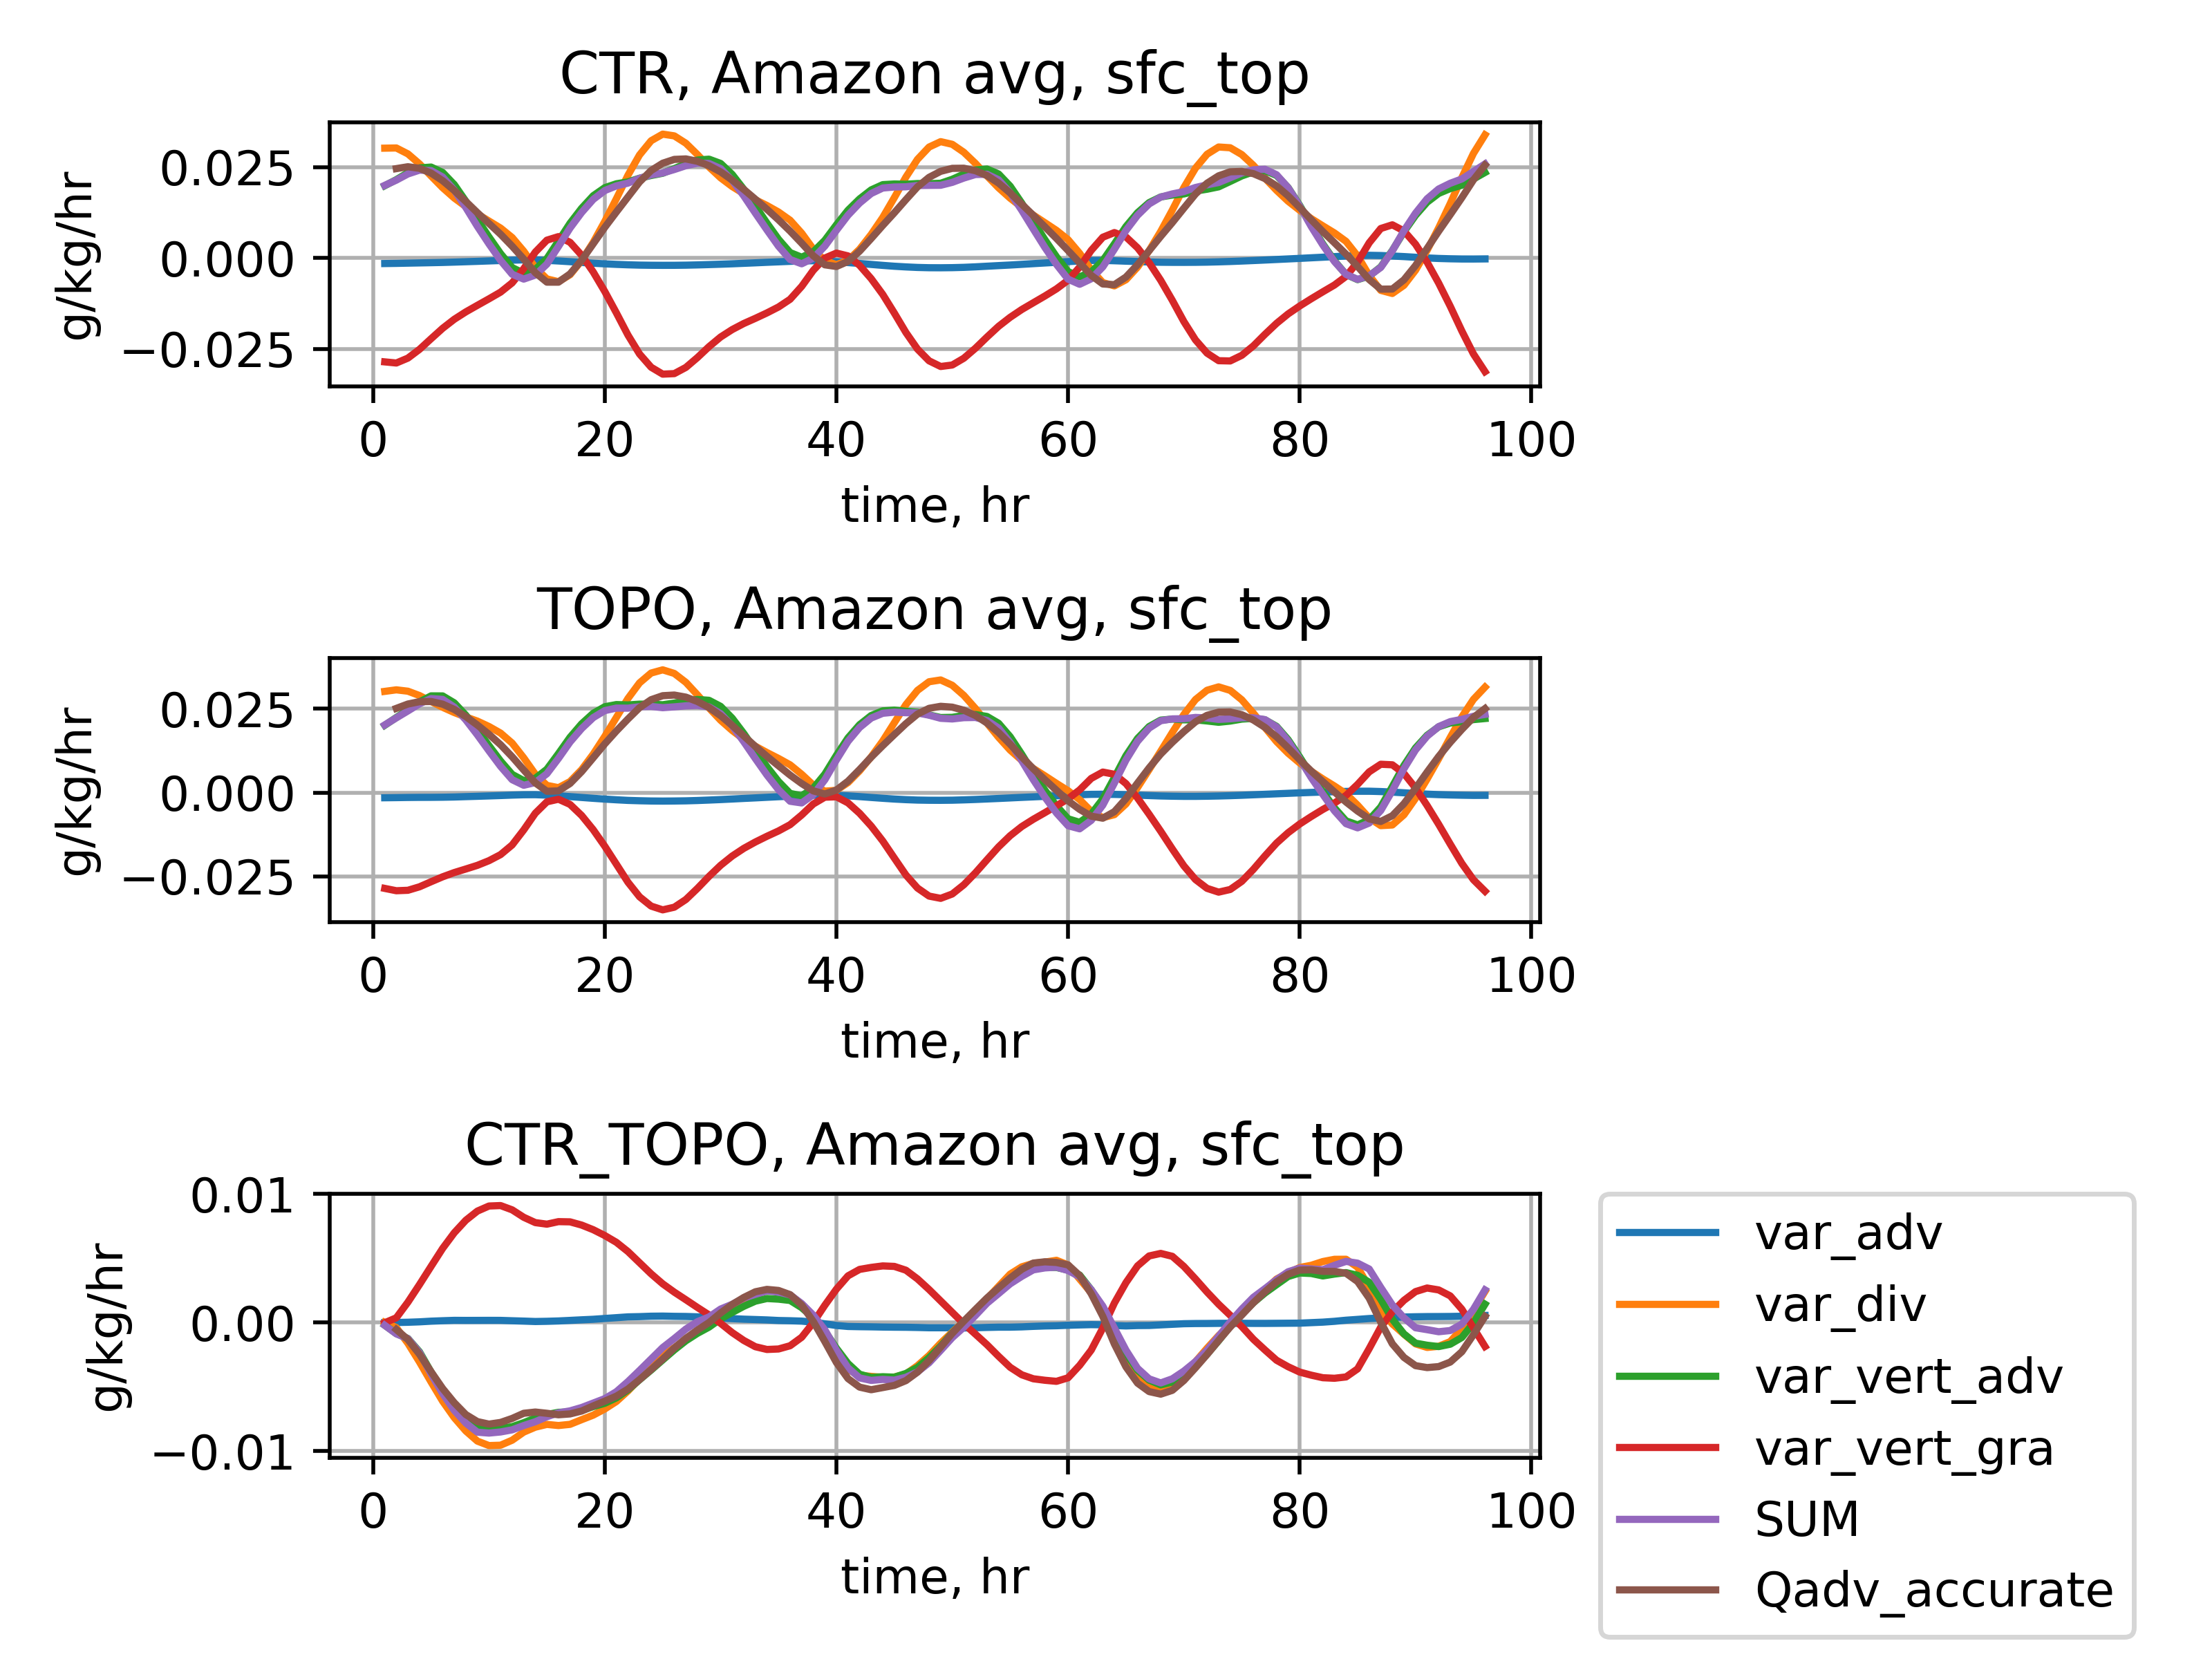 CTR, Amazon avg, sfc_top
g/kg/hr
0.025
0.000
−0.025
0 20 40 60 80 100
time, hr
TOPO, Amazon avg, sfc_top
g/kg/hr
0.025
0.000
−0.025
0 20 40 60 80 100
time, hr
CTR_TOPO, Amazon avg, sfc_top
g/kg/hr
0.01
0.00
−0.01
0 20 40 60 80 100
time, hr
var_adv
var_div
var_vert_adv
var_vert_gra
SUM
Qadv_accurate